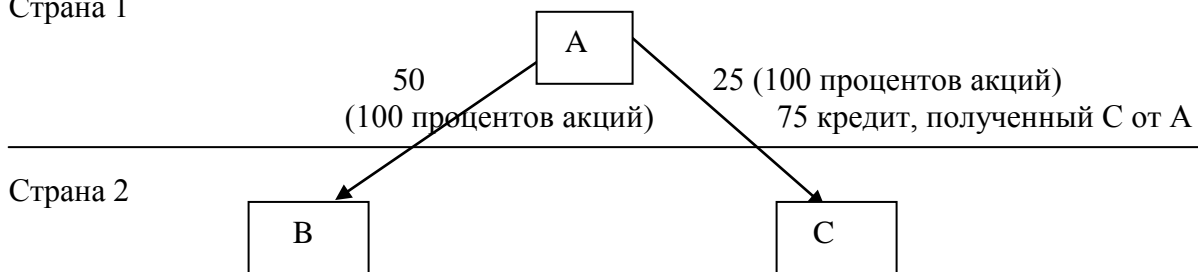 Страна 1
A
50
25 (100 процентов акций)
(100 процентов акций)
75 кредит, полученный С от А
Страна 2
B
C